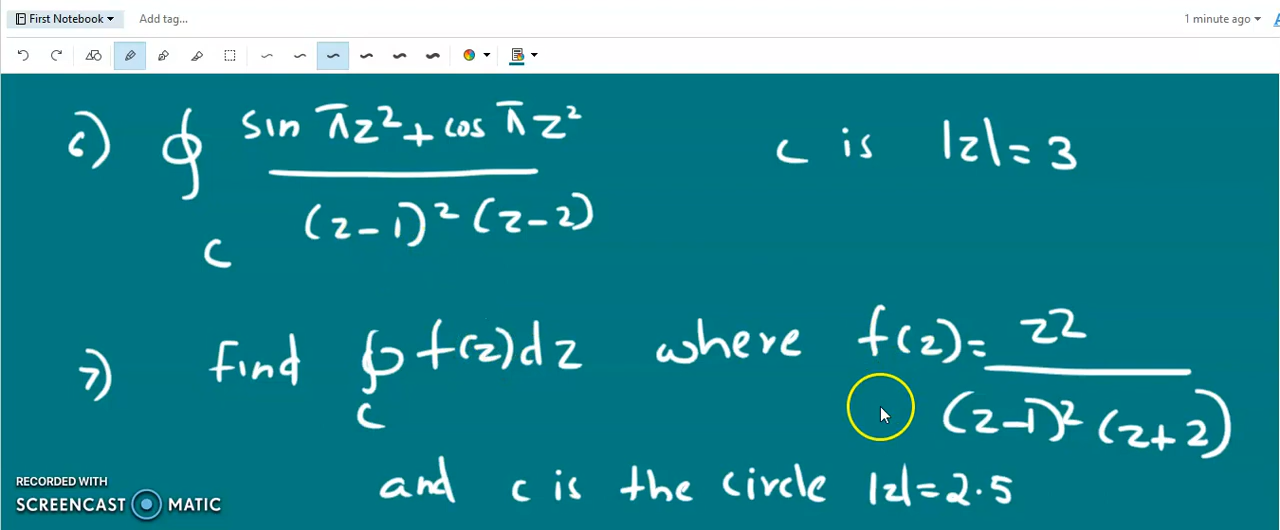 First Notebook
Add tag...
1 minute ago
6) ∮ sin πz²+cos πz² c is |z|=3
(z-1)² (z-2)
c
7) find ∮ f(z)dz where f(z)= z2
c (z-1)² (z+2)
and c is the circle |z|=2.5
RECORDED WITH
SCREENCAST MATIC